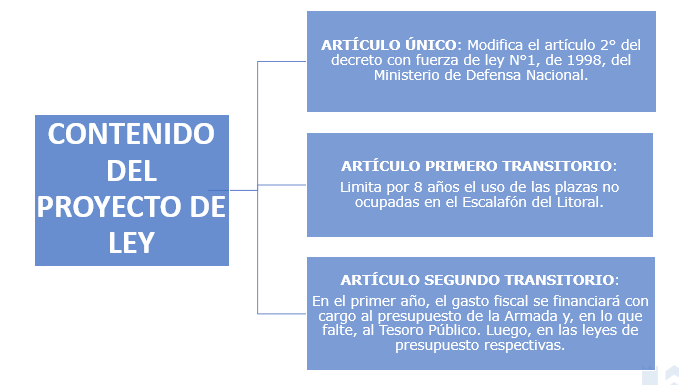 CONTENIDO
DEL
PROYECTO DE
LEY
ARTÍCULO ÚNICO: Modifica el artículo 2° del
decreto con fuerza de ley N°1, de 1998, del
Ministerio de Defensa Nacional.
ARTÍCULO PRIMERO TRANSITORIO:
Limita por 8 años el uso de las plazas no
ocupadas en el Escalafón del Litoral.
ARTÍCULO SEGUNDO TRANSITORIO:
En el primer año, el gasto fiscal se financiará con
cargo al presupuesto de la Armada y, en lo que
falte, al Tesoro Público. Luego, en las leyes de
presupuesto respectivas.